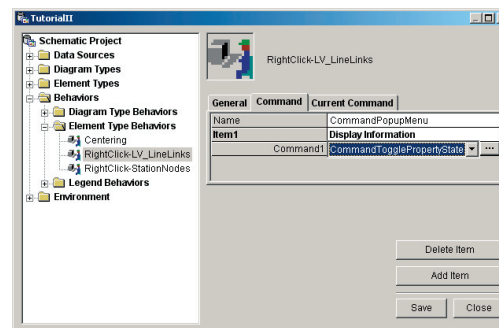 TutorialII
Schematic Project
Data Sources
Diagram Types
Element Types
Behaviors
Diagram Type Behaviors
Element Type Behaviors
Centering
RightClick-LV_LineLinks
RightClick-StationNodes
Legend Behaviors
Environment
RightClick-LV_LineLinks
General Command Current Command
Name CommandPopupMenu
Item1 Display Information
Command1 CommandTogglePropertyState ...
Delete Item
Add Item
Save Close